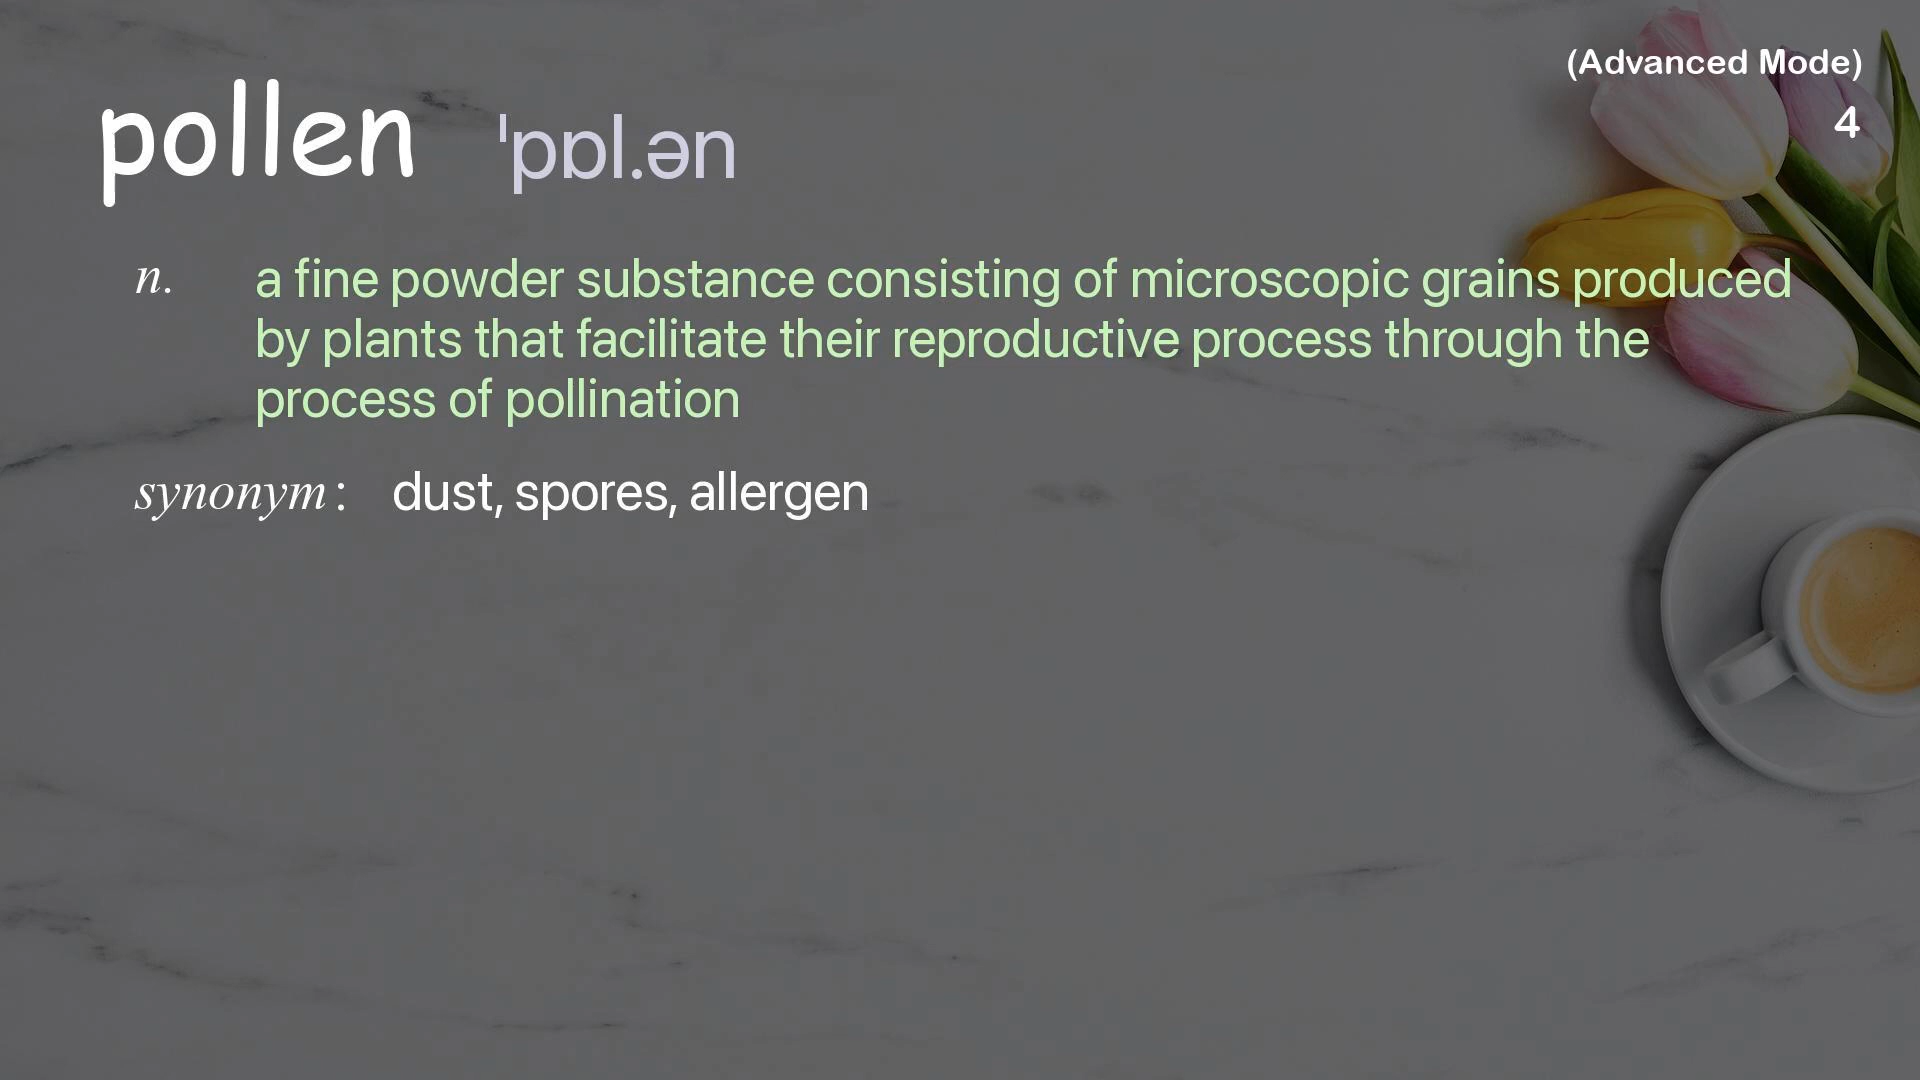 (Advanced Mode)
4
pollen ˈpɒl.ən
n. a fine powder substance consisting of microscopic grains produced
by plants that facilitate their reproductive process through the
process of pollination
synonym : dust, spores, allergen